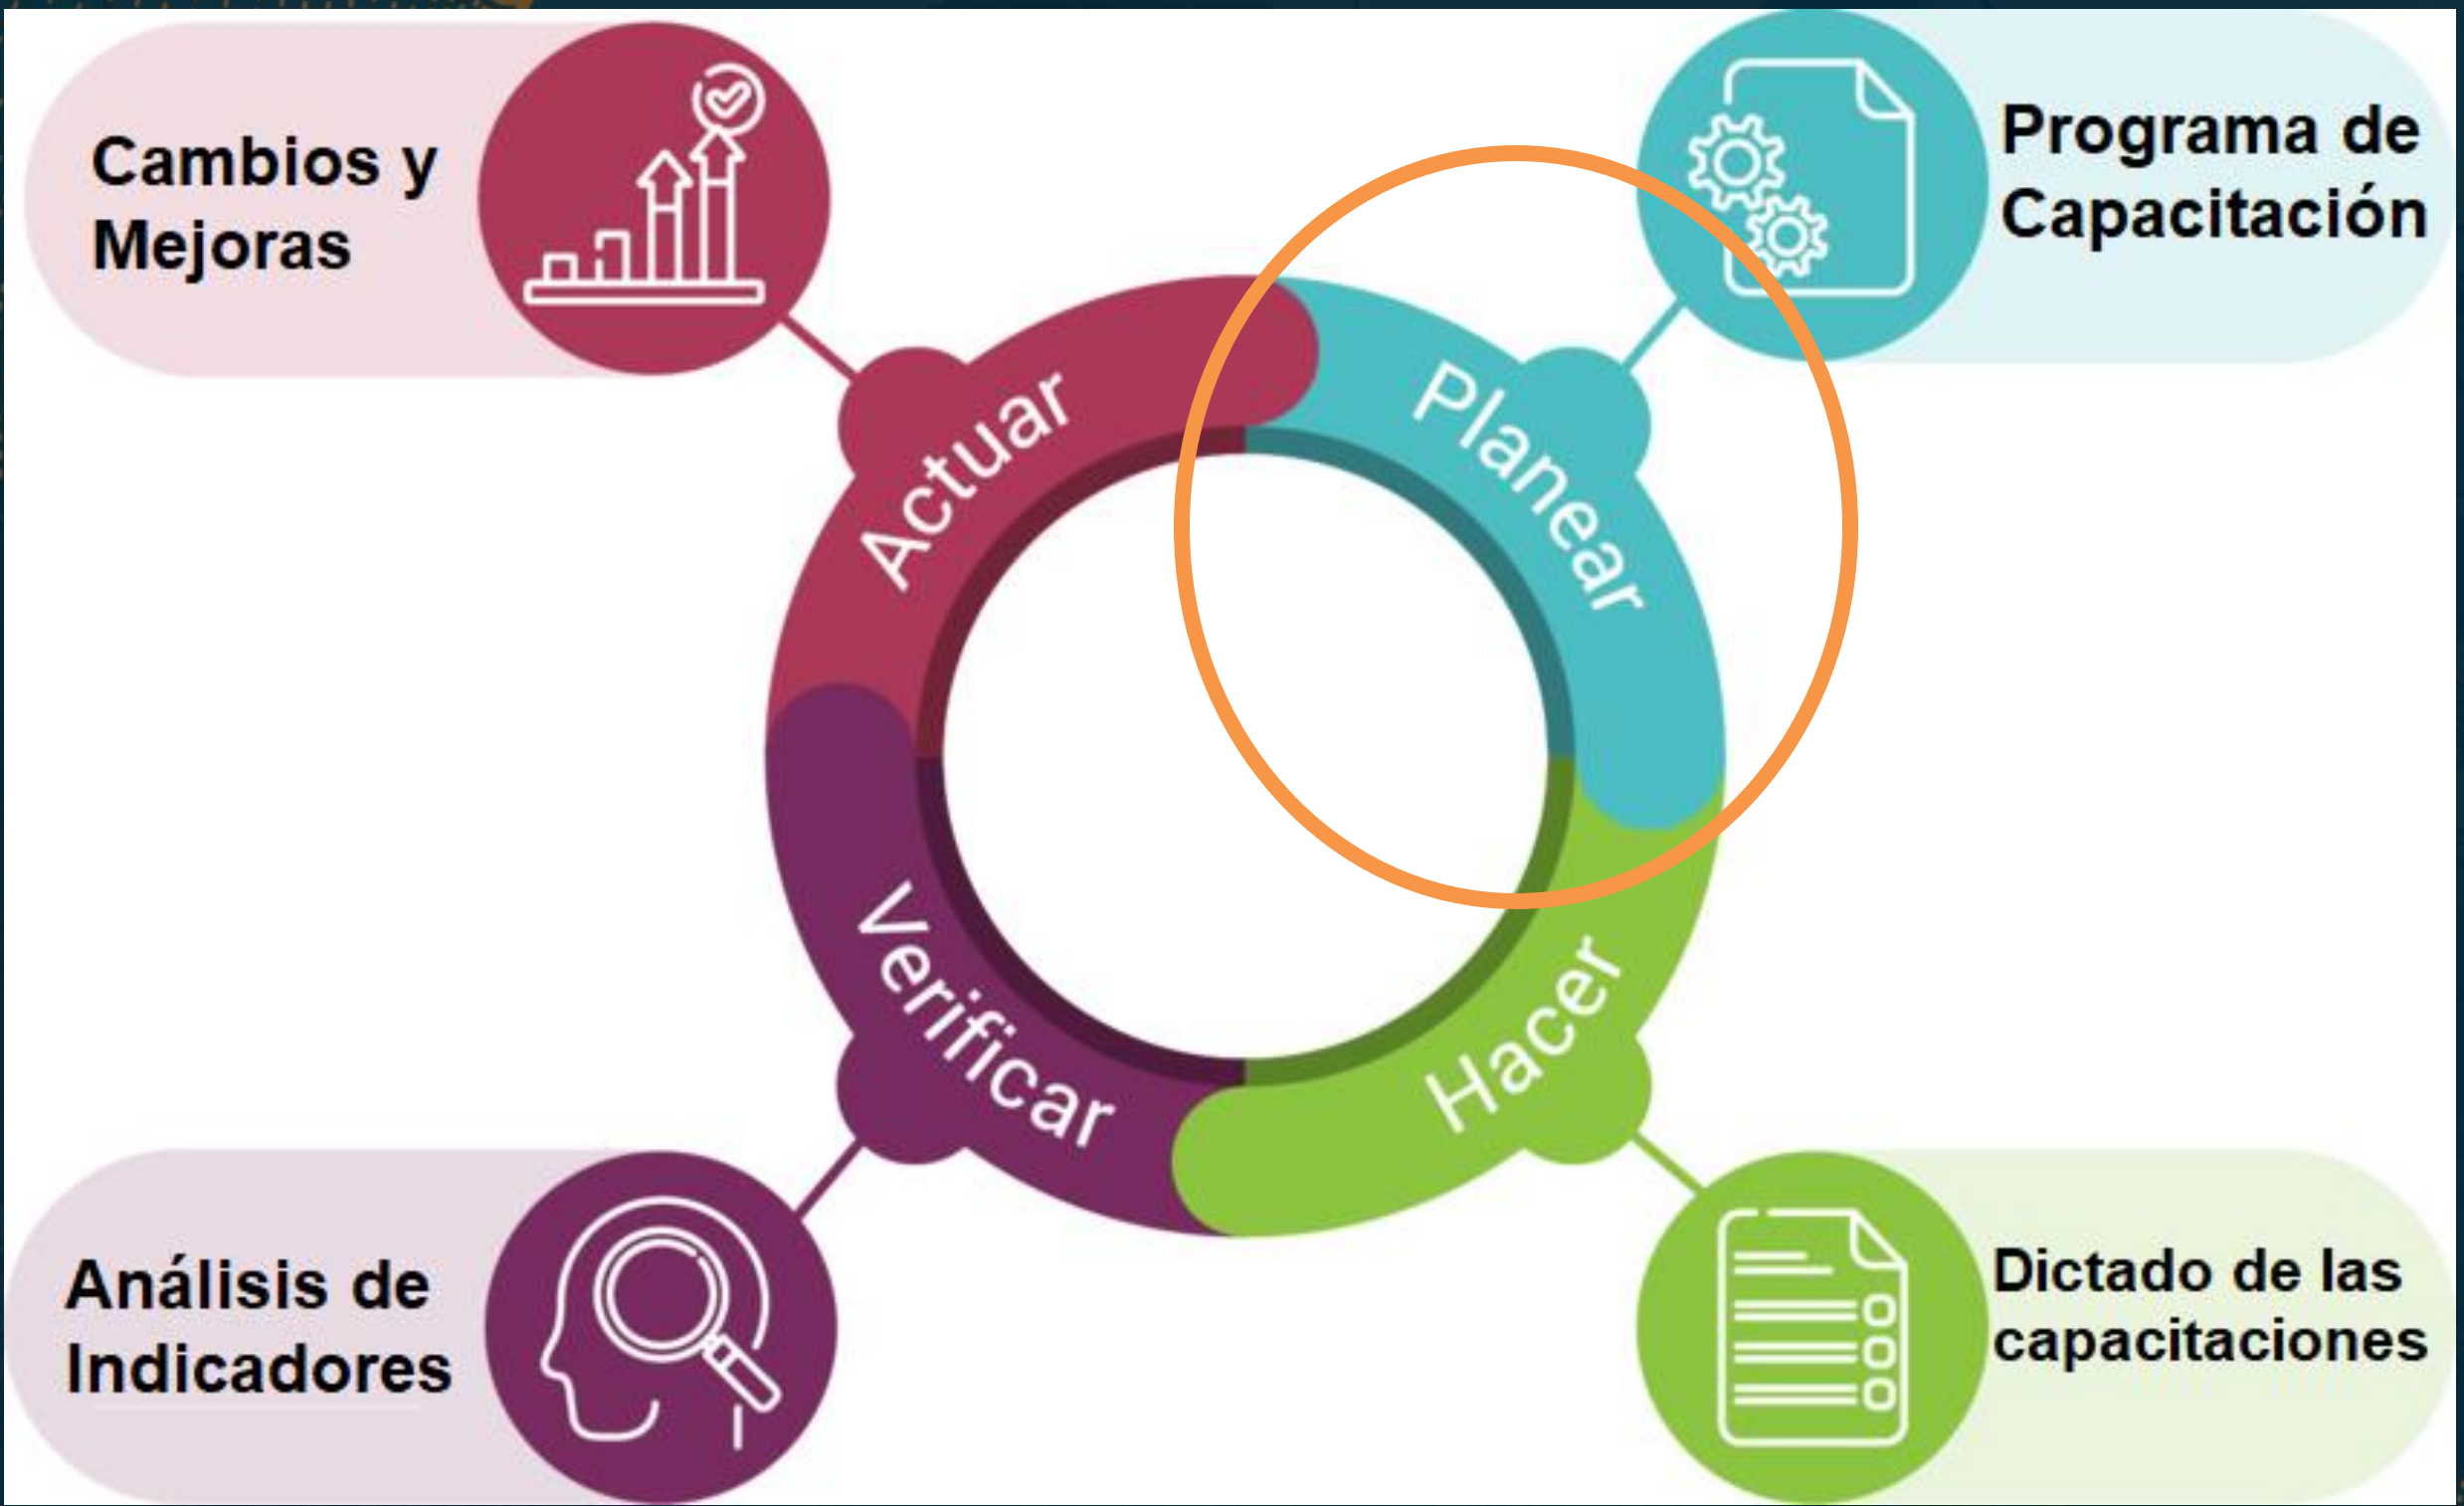 Cambios y
Mejoras
Programa de
Capacitación
Actuar
Planear
Verificar
Hacer
Análisis de
Indicadores
Dictado de las
capacitaciones